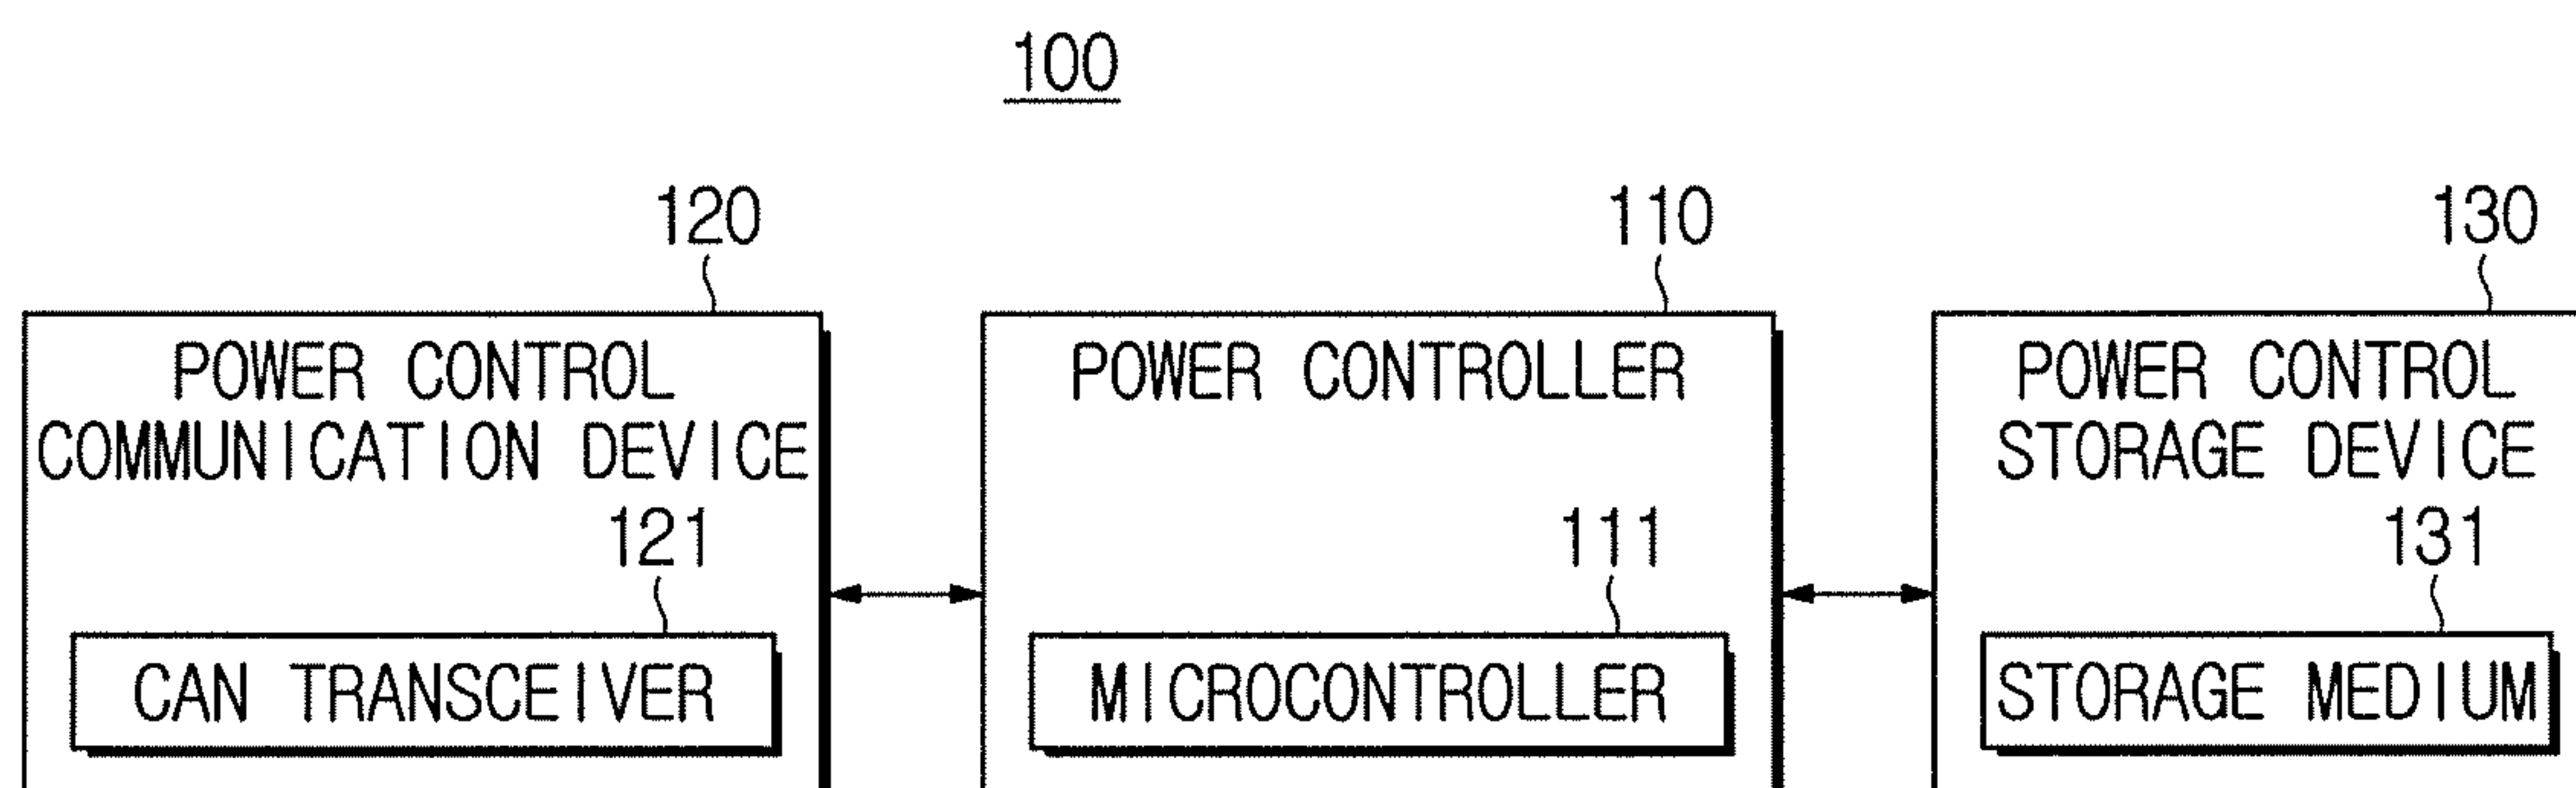 100
120
POWER CONTROL
COMMUNICATION DEVICE
121
CAN TRANSCEIVER
110
POWER CONTROLLER
111
MICROCONTROLLER
130
POWER CONTROL
STORAGE DEVICE
131
STORAGE MEDIUM